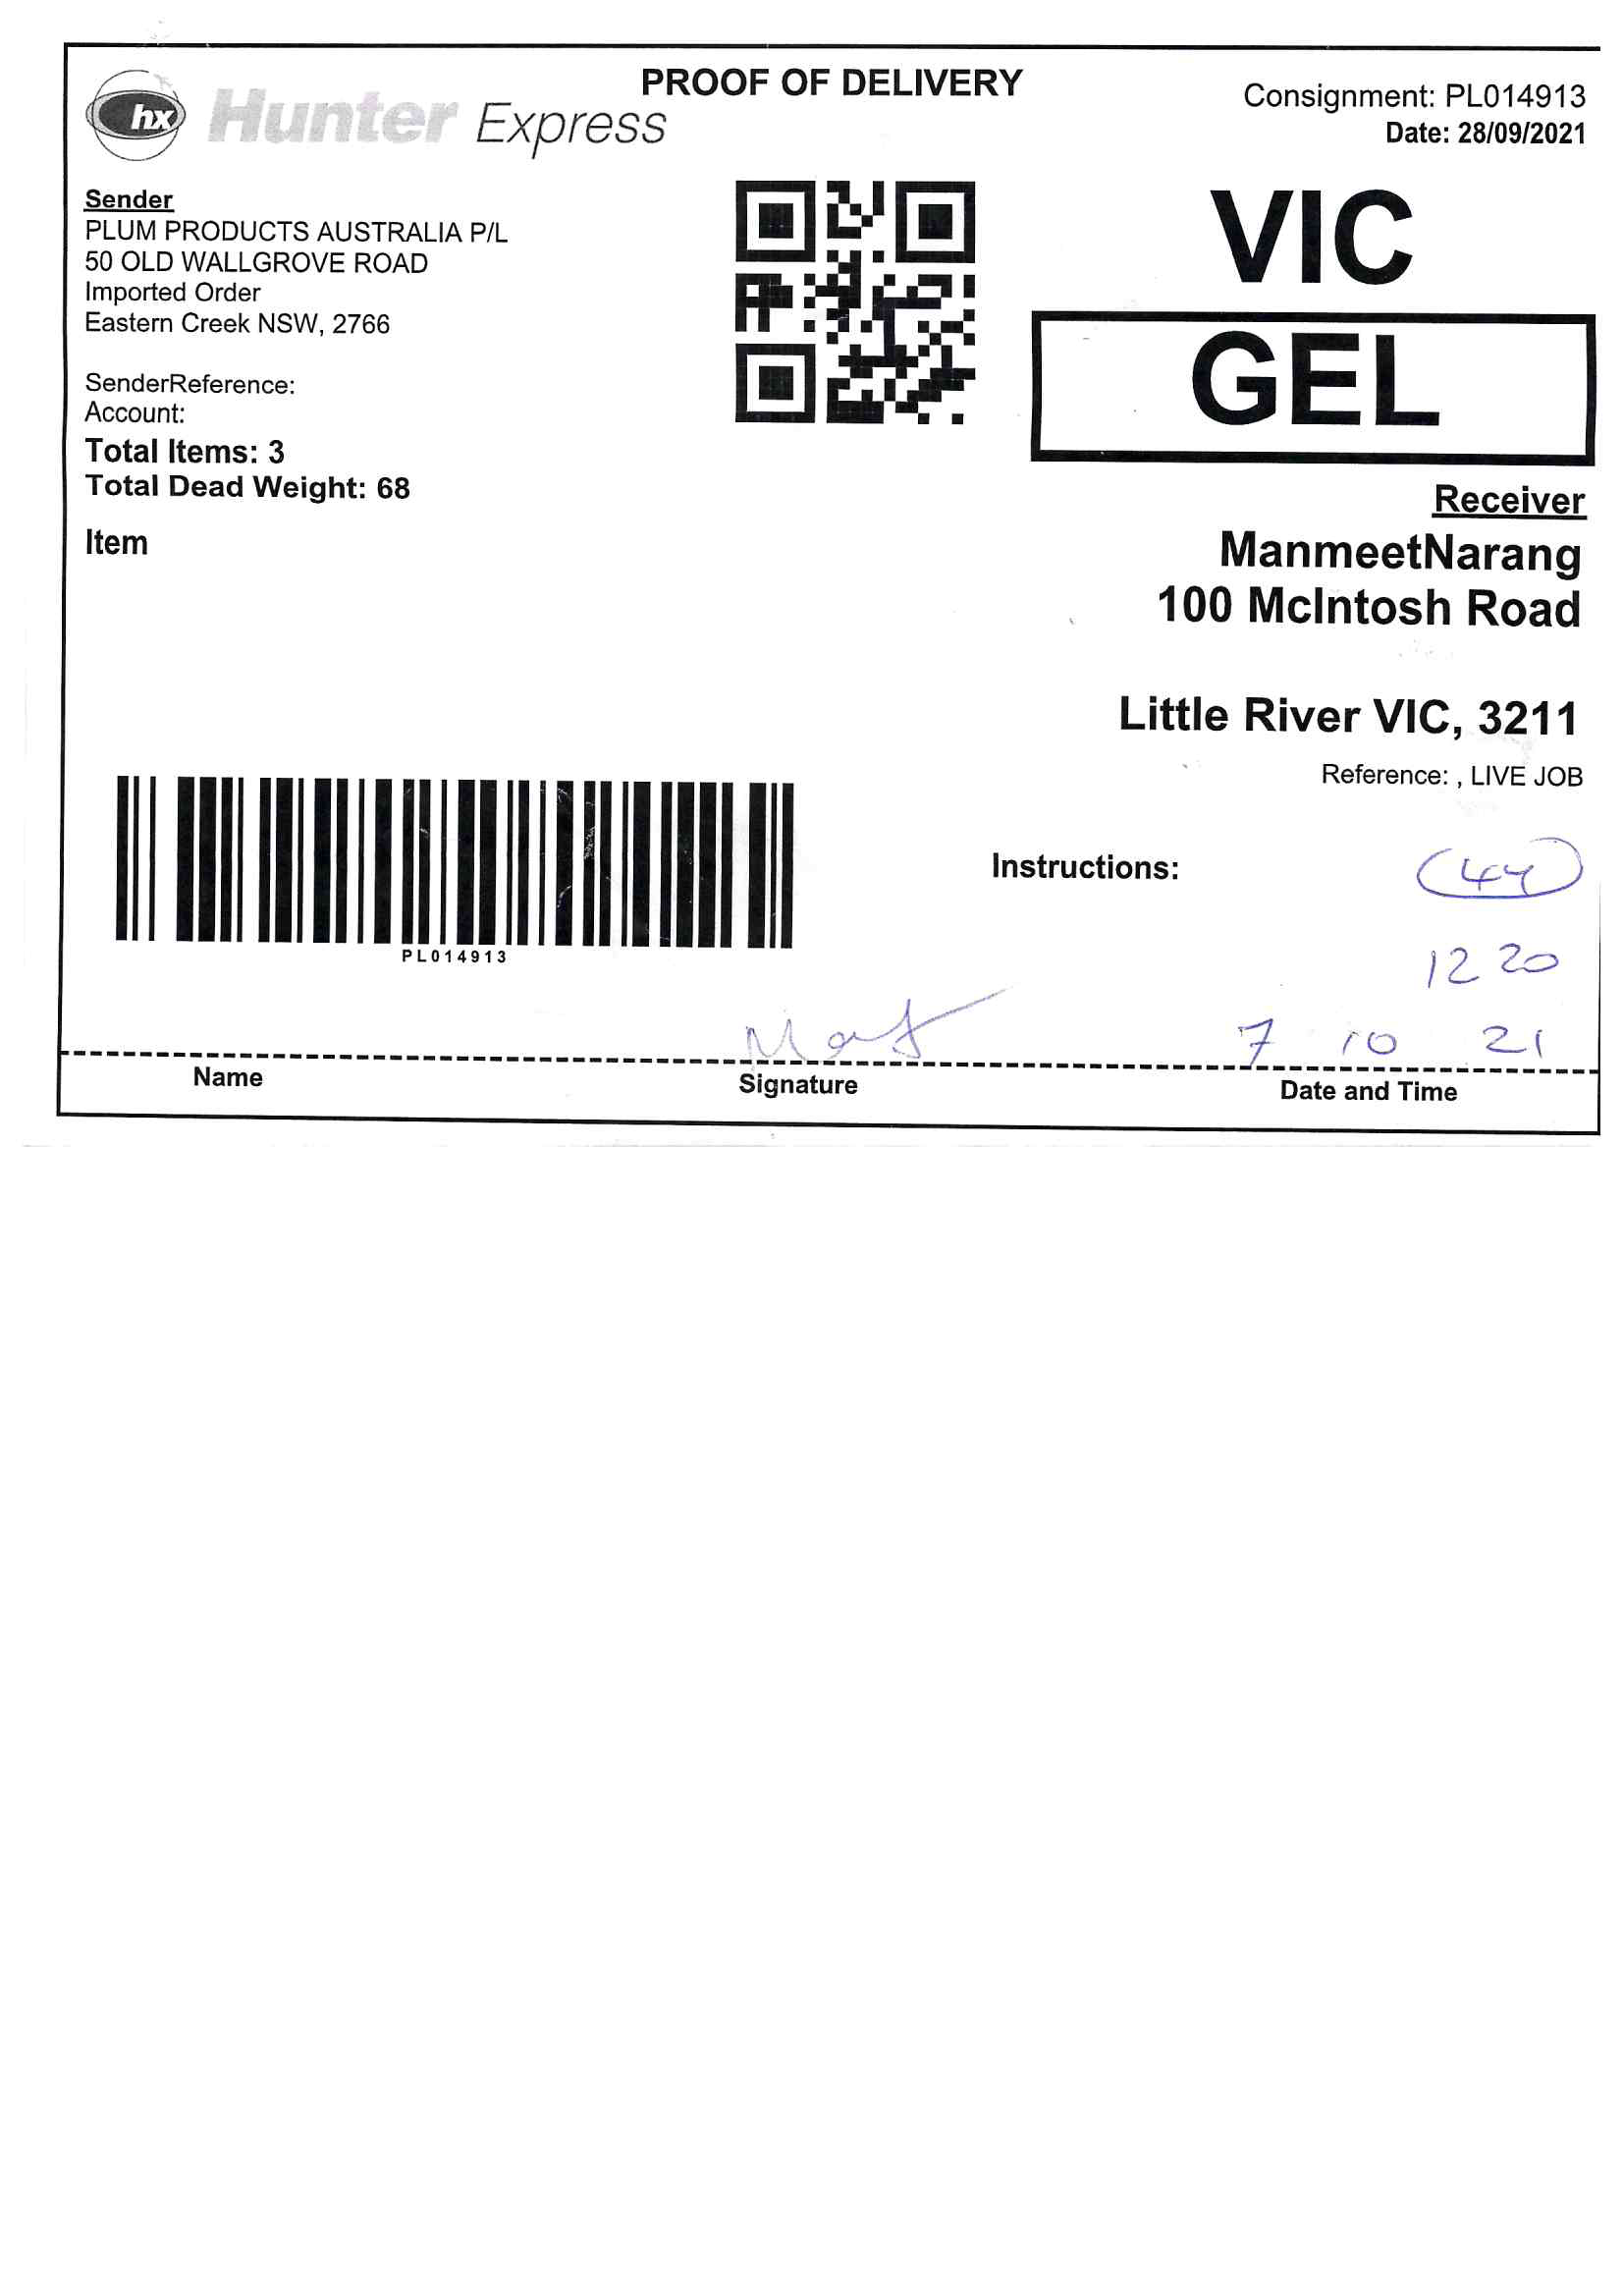 PROOF OF DELIVERY
hx Hunter Express
Consignment: PL014913
Date: 28/09/2021
Sender
PLUM PRODUCTS AUSTRALIA P/L
50 OLD WALLGROVE ROAD
Imported Order
Eastern Creek NSW, 2766
SenderReference:
Account:
Total Items: 3
Total Dead Weight: 68
Item
VIC
GEL
Receiver
ManmeetNarang
100 McIntosh Road
Little River VIC, 3211
Reference: , LIVE JOB
Instructions:
44
12 20
PL014913
7 10 21
Name
Signature
Date and Time